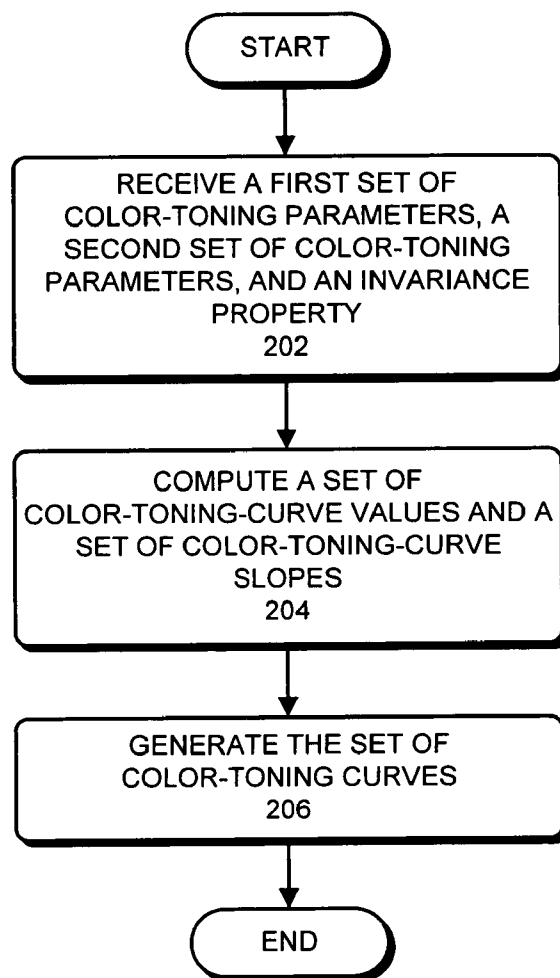 START
RECEIVE A FIRST SET OF
COLOR-TONING PARAMETERS, A
SECOND SET OF COLOR-TONING
PARAMETERS, AND AN INVARIANCE
PROPERTY
202
COMPUTE A SET OF
COLOR-TONING-CURVE VALUES AND A
SET OF COLOR-TONING-CURVE
SLOPES
204
GENERATE THE SET OF
COLOR-TONING CURVES
206
END